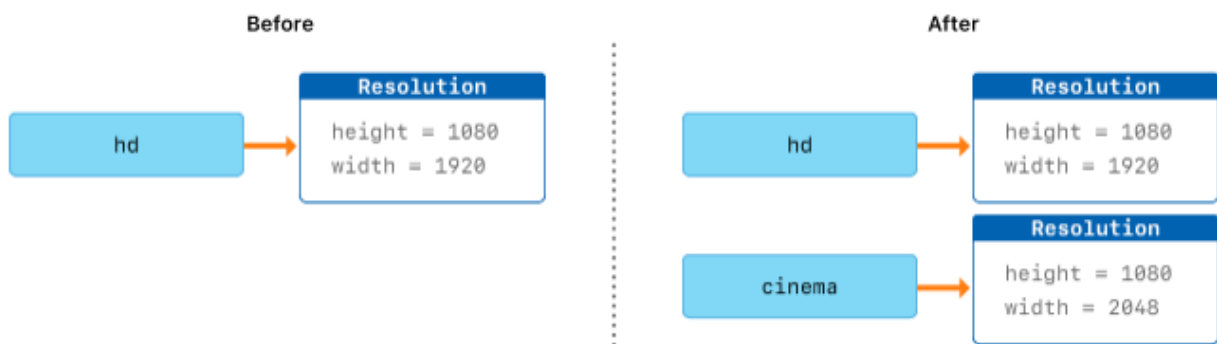 Before
Resolution
hd
height = 1080
width = 1920
After
Resolution
hd
height = 1080
width = 1920
Resolution
cinema
height = 1080
width = 2048